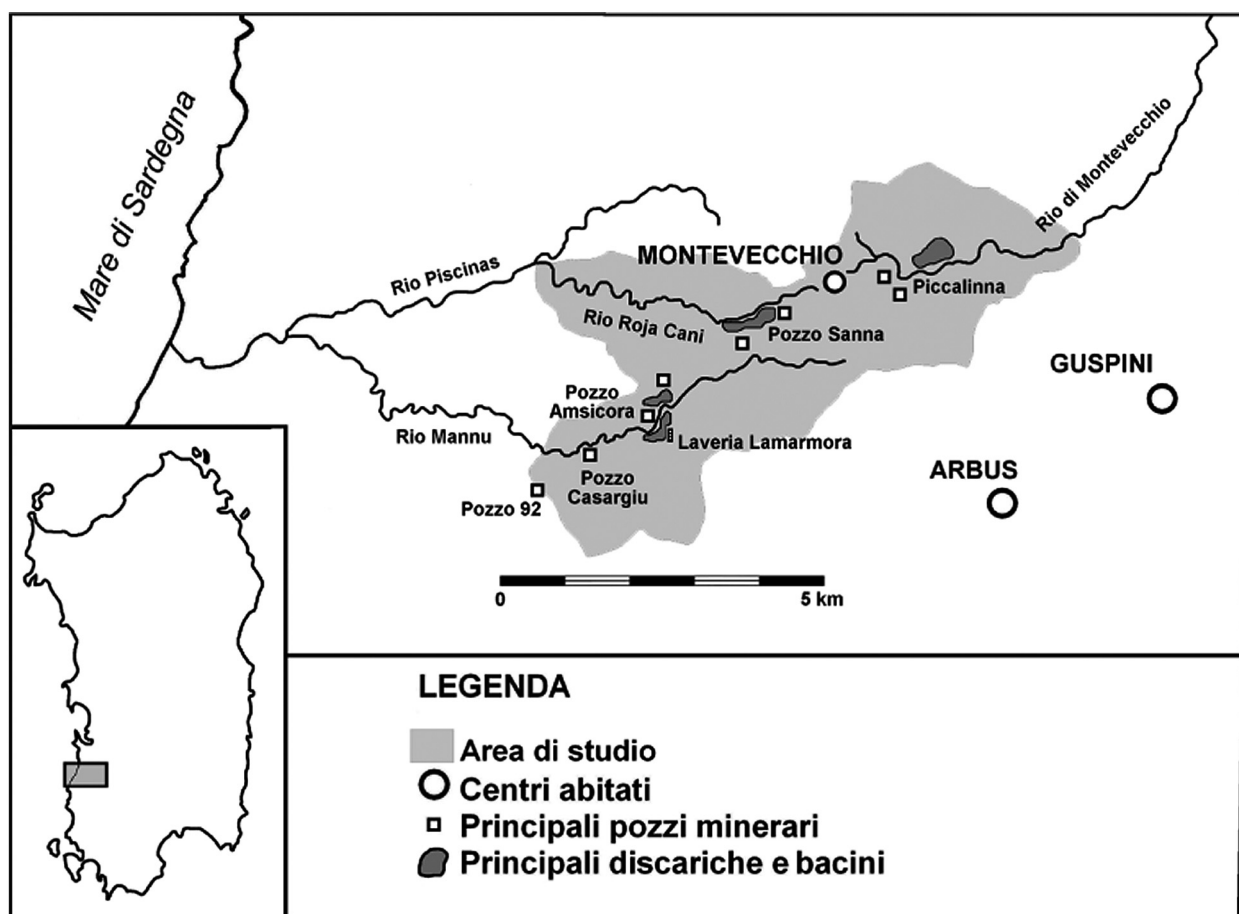 Mare di Sardegna
Rio Piscinas
MONTEVECCHIO
Rio di Montevecchio
Piccalinna
Rio Roja Cani
Pozzo Sanna
GUSPINI
Pozzo
Amsicora
Rio Mannu
Laveria Lamarmora
Pozzo
Casargiu
Pozzo 92
ARBUS
0
5 km
LEGENDA
Area di studio
Centri abitati
Principali pozzi minerari
Principali discariche e bacini